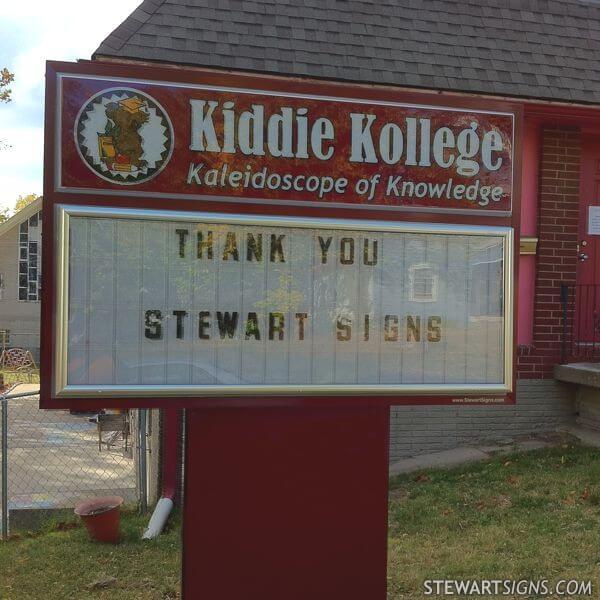 Kiddie Kollege
Kaleidoscope of Knowledge
THANK YOU
STEWART SIGNS
www.StewartSigns.com
STEWARTSIGNS.COM